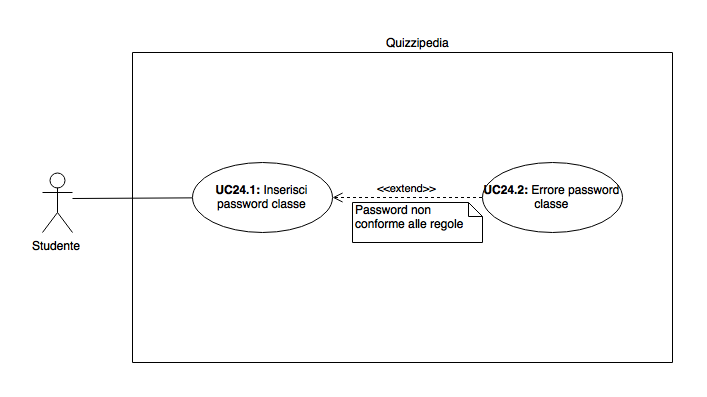 Quizzipedia
UC24.1: Inserisci
password classe
<<extend>>
UC24.2: Errore password
classe
Password non
conforme alle regole
Studente